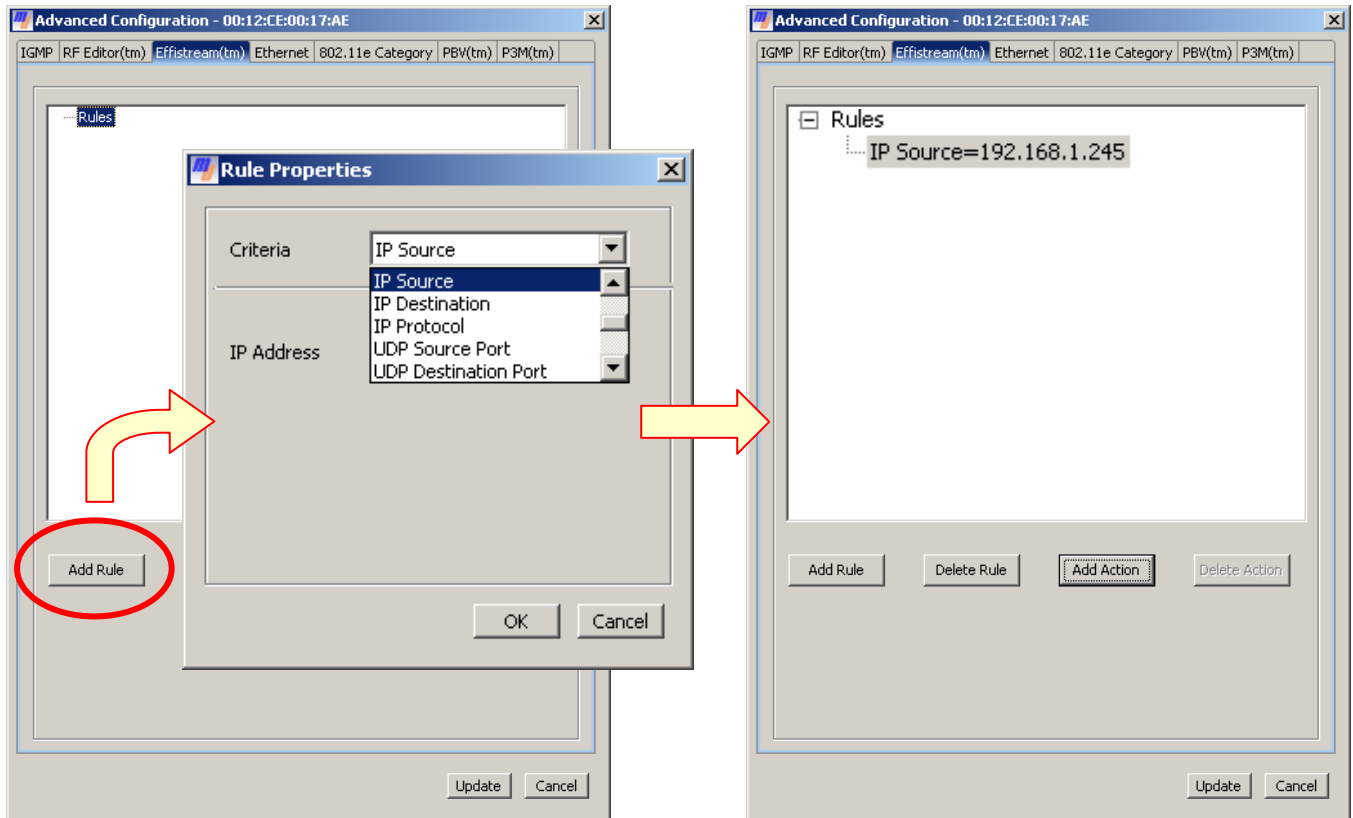 Advanced Configuration - 00:12:CE:00:17:AE
IGMP RF Editor(tm) Effistream(tm) Ethernet 802.11e Category PBV(tm) P3M(tm)
Rules
Rule Properties
Criteria IP Source
IP Source
IP Destination
IP Protocol
UDP Source Port
UDP Destination Port
IP Address
OK Cancel
Add Rule
Update Cancel
Advanced Configuration - 00:12:CE:00:17:AE
IGMP RF Editor(tm) Effistream(tm) Ethernet 802.11e Category PBV(tm) P3M(tm)
Rules
IP Source=192.168.1.245
Add Rule Delete Rule Add Action Delete Action
Update Cancel